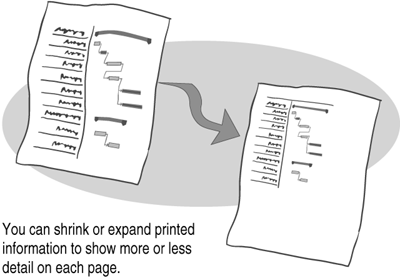 You can shrink or expand printed
information to show more or less
detail on each page.